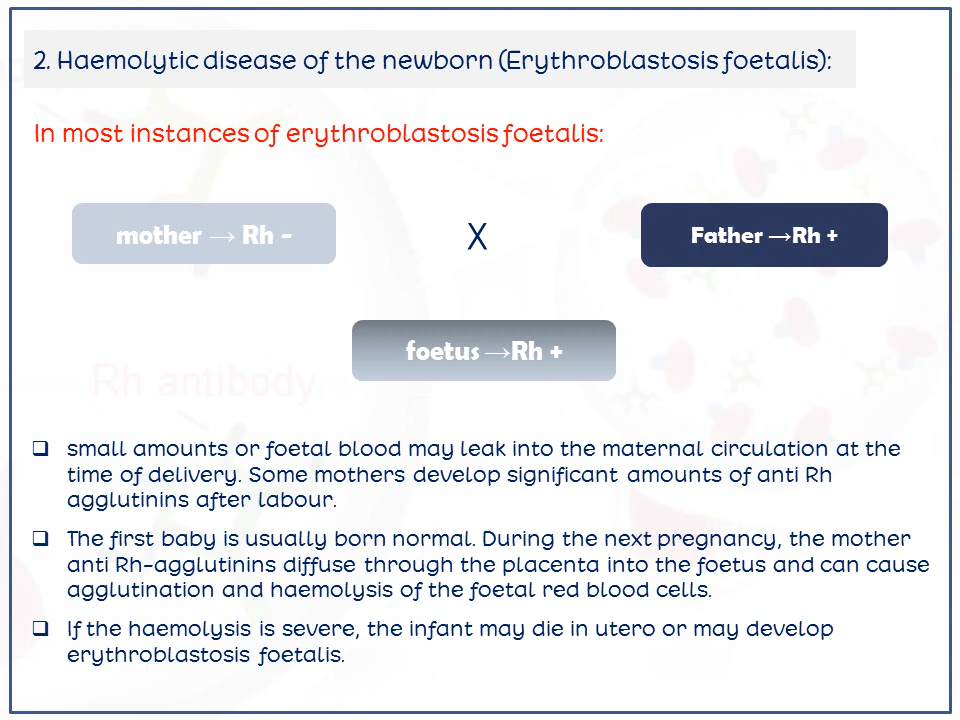 2. Haemolytic disease of the newborn (Erythroblastosis foetalis):
In most instances of erythroblastosis foetalis:
mother → Rh -
X
Father →Rh +
foetus →Rh +
Rh antibody
❑ small amounts or foetal blood may leak into the maternal circulation at the
time of delivery. Some mothers develop significant amounts of anti Rh
agglutinins after labour.
❑ The first baby is usually born normal. During the next pregnancy, the mother
anti Rh-agglutinins diffuse through the placenta into the foetus and can cause
agglutination and haemolysis of the foetal red blood cells.
❑ If the haemolysis is severe, the infant may die in utero or may develop
erythroblastosis foetalis.